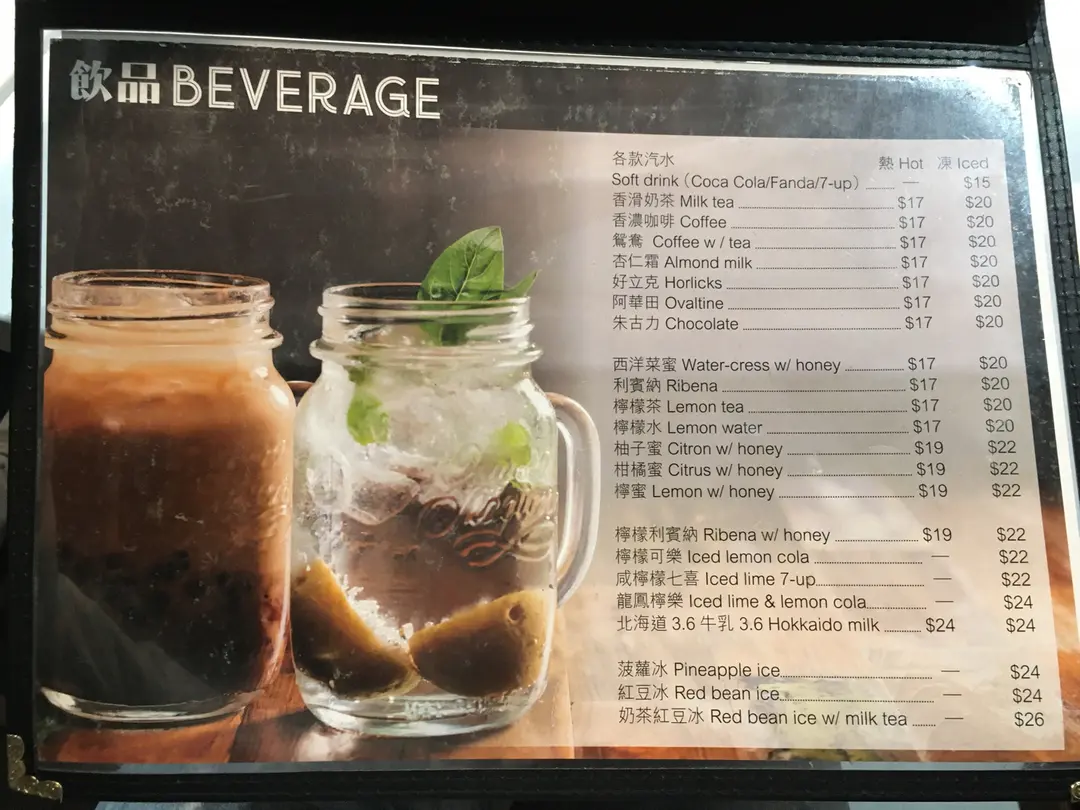 飲品 BEVERAGE
各款汽水 熱 Hot 凍 Iced
Soft drink (Coca Cola/Fanda/7-up) — $15
香滑奶茶 Milk tea $17 $20
香濃咖啡 Coffee $17 $20
鴛鴦 Coffee w / tea $17 $20
杏仁霜 Almond milk $17 $20
好立克 Horlicks $17 $20
阿華田 Ovaltine $17 $20
朱古力 Chocolate $17 $20
西洋菜蜜 Water-cress w/ honey $17 $20
利賓納 Ribena $17 $20
檸檬茶 Lemon tea $17 $20
檸檬水 Lemon water $17 $20
柚子蜜 Citron w/ honey $19 $22
柑橘蜜 Citrus w/ honey $19 $22
檸蜜 Lemon w/ honey $19 $22
檸檬利賓納 Ribena w/ honey $19 $22
檸檬可樂 Iced lemon cola — $22
咸檸檬七喜 Iced lime 7-up — $22
龍鳳檸樂 Iced lime & lemon cola — $24
北海道 3.6 牛乳 3.6 Hokkaido milk $24 $24
菠蘿冰 Pineapple ice — $24
紅豆冰 Red bean ice — $24
奶茶紅豆冰 Red bean ice w/ milk tea — $26